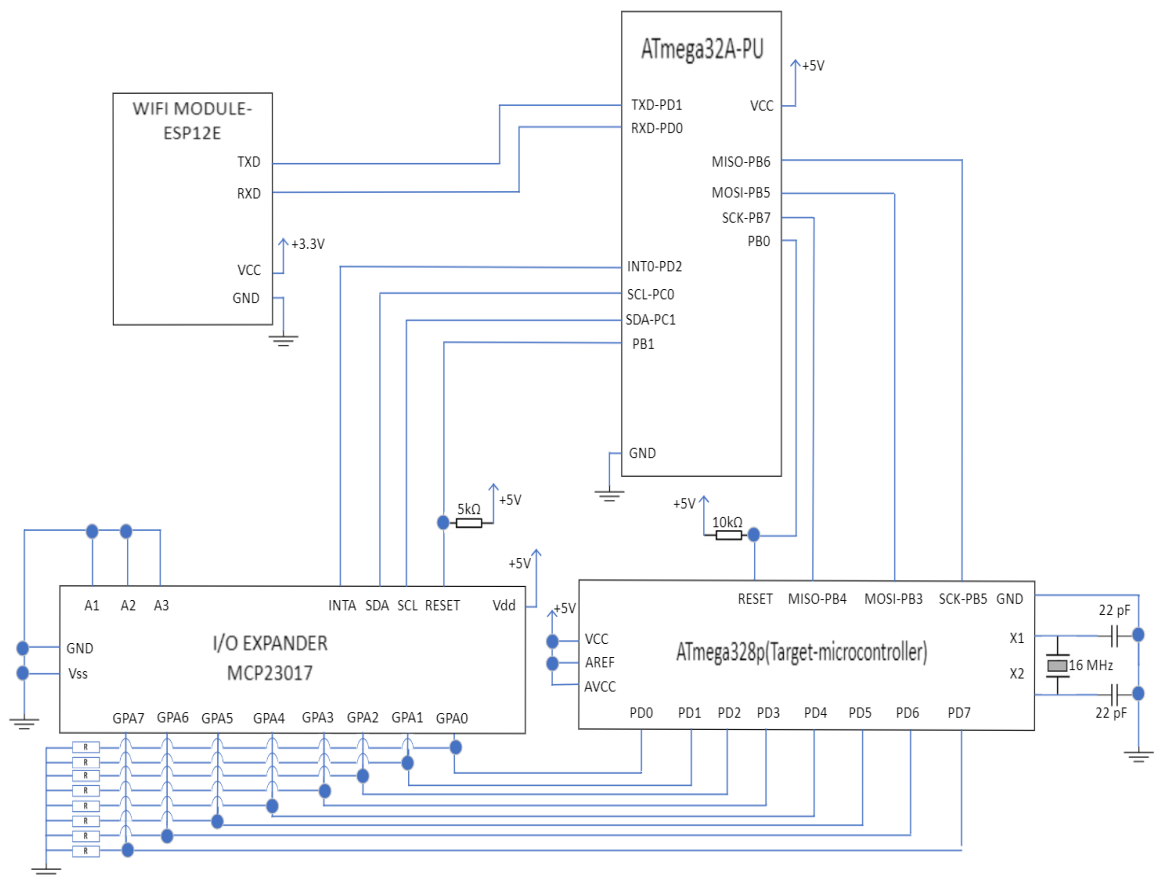 ATmega32A-PU
+5V
VCC
TXD-PD1
RXD-PD0
MISO-PB6
MOSI-PB5
SCK-PB7
PB0
INT0-PD2
SCL-PC0
SDA-PC1
PB1
GND
WIFI MODULE-
ESP12E
TXD
RXD
+3.3V
VCC
GND
5kΩ
+5V
+5V
10kΩ
+5V
A1 A2 A3 INTA SDA SCL RESET Vdd
GND
Vss
I/O EXPANDER
MCP23017
GPA7 GPA6 GPA5 GPA4 GPA3 GPA2 GPA1 GPA0
R
R
R
R
R
R
R
R
+5V
RESET MISO-PB4 MOSI-PB3 SCK-PB5 GND
VCC
AREF
AVCC
ATmega328p(Target-microcontroller)
X1
X2
PD0 PD1 PD2 PD3 PD4 PD5 PD6 PD7
22 pF
16 MHz
22 pF